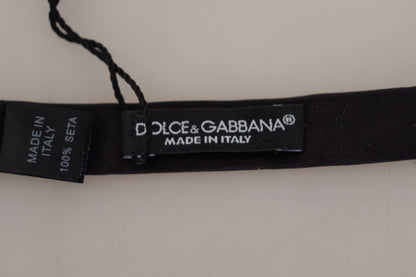 MADE IN
ITALY
100% SETA
DOLCE & GABBANA®
MADE IN ITALY